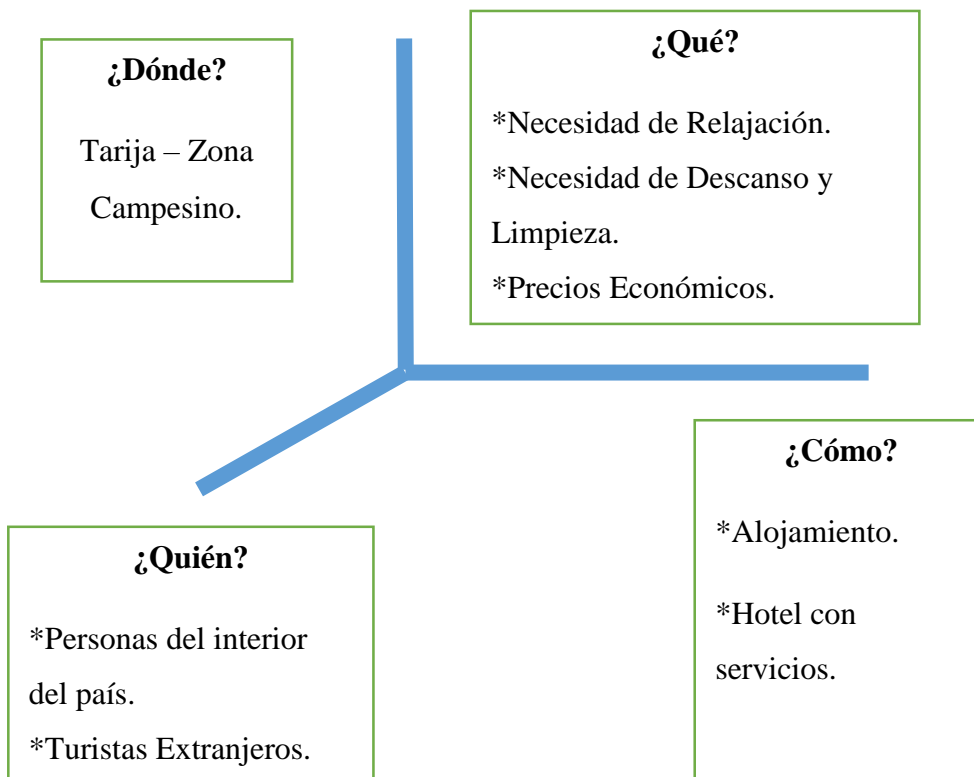 ¿Dónde?
Tarija – Zona
Campesino.
¿Qué?
*Necesidad de Relajación.
*Necesidad de Descanso y
Limpieza.
*Precios Económicos.
¿Quién?
*Personas del interior
del país.
*Turistas Extranjeros.
¿Cómo?
*Alojamiento.
*Hotel con
servicios.